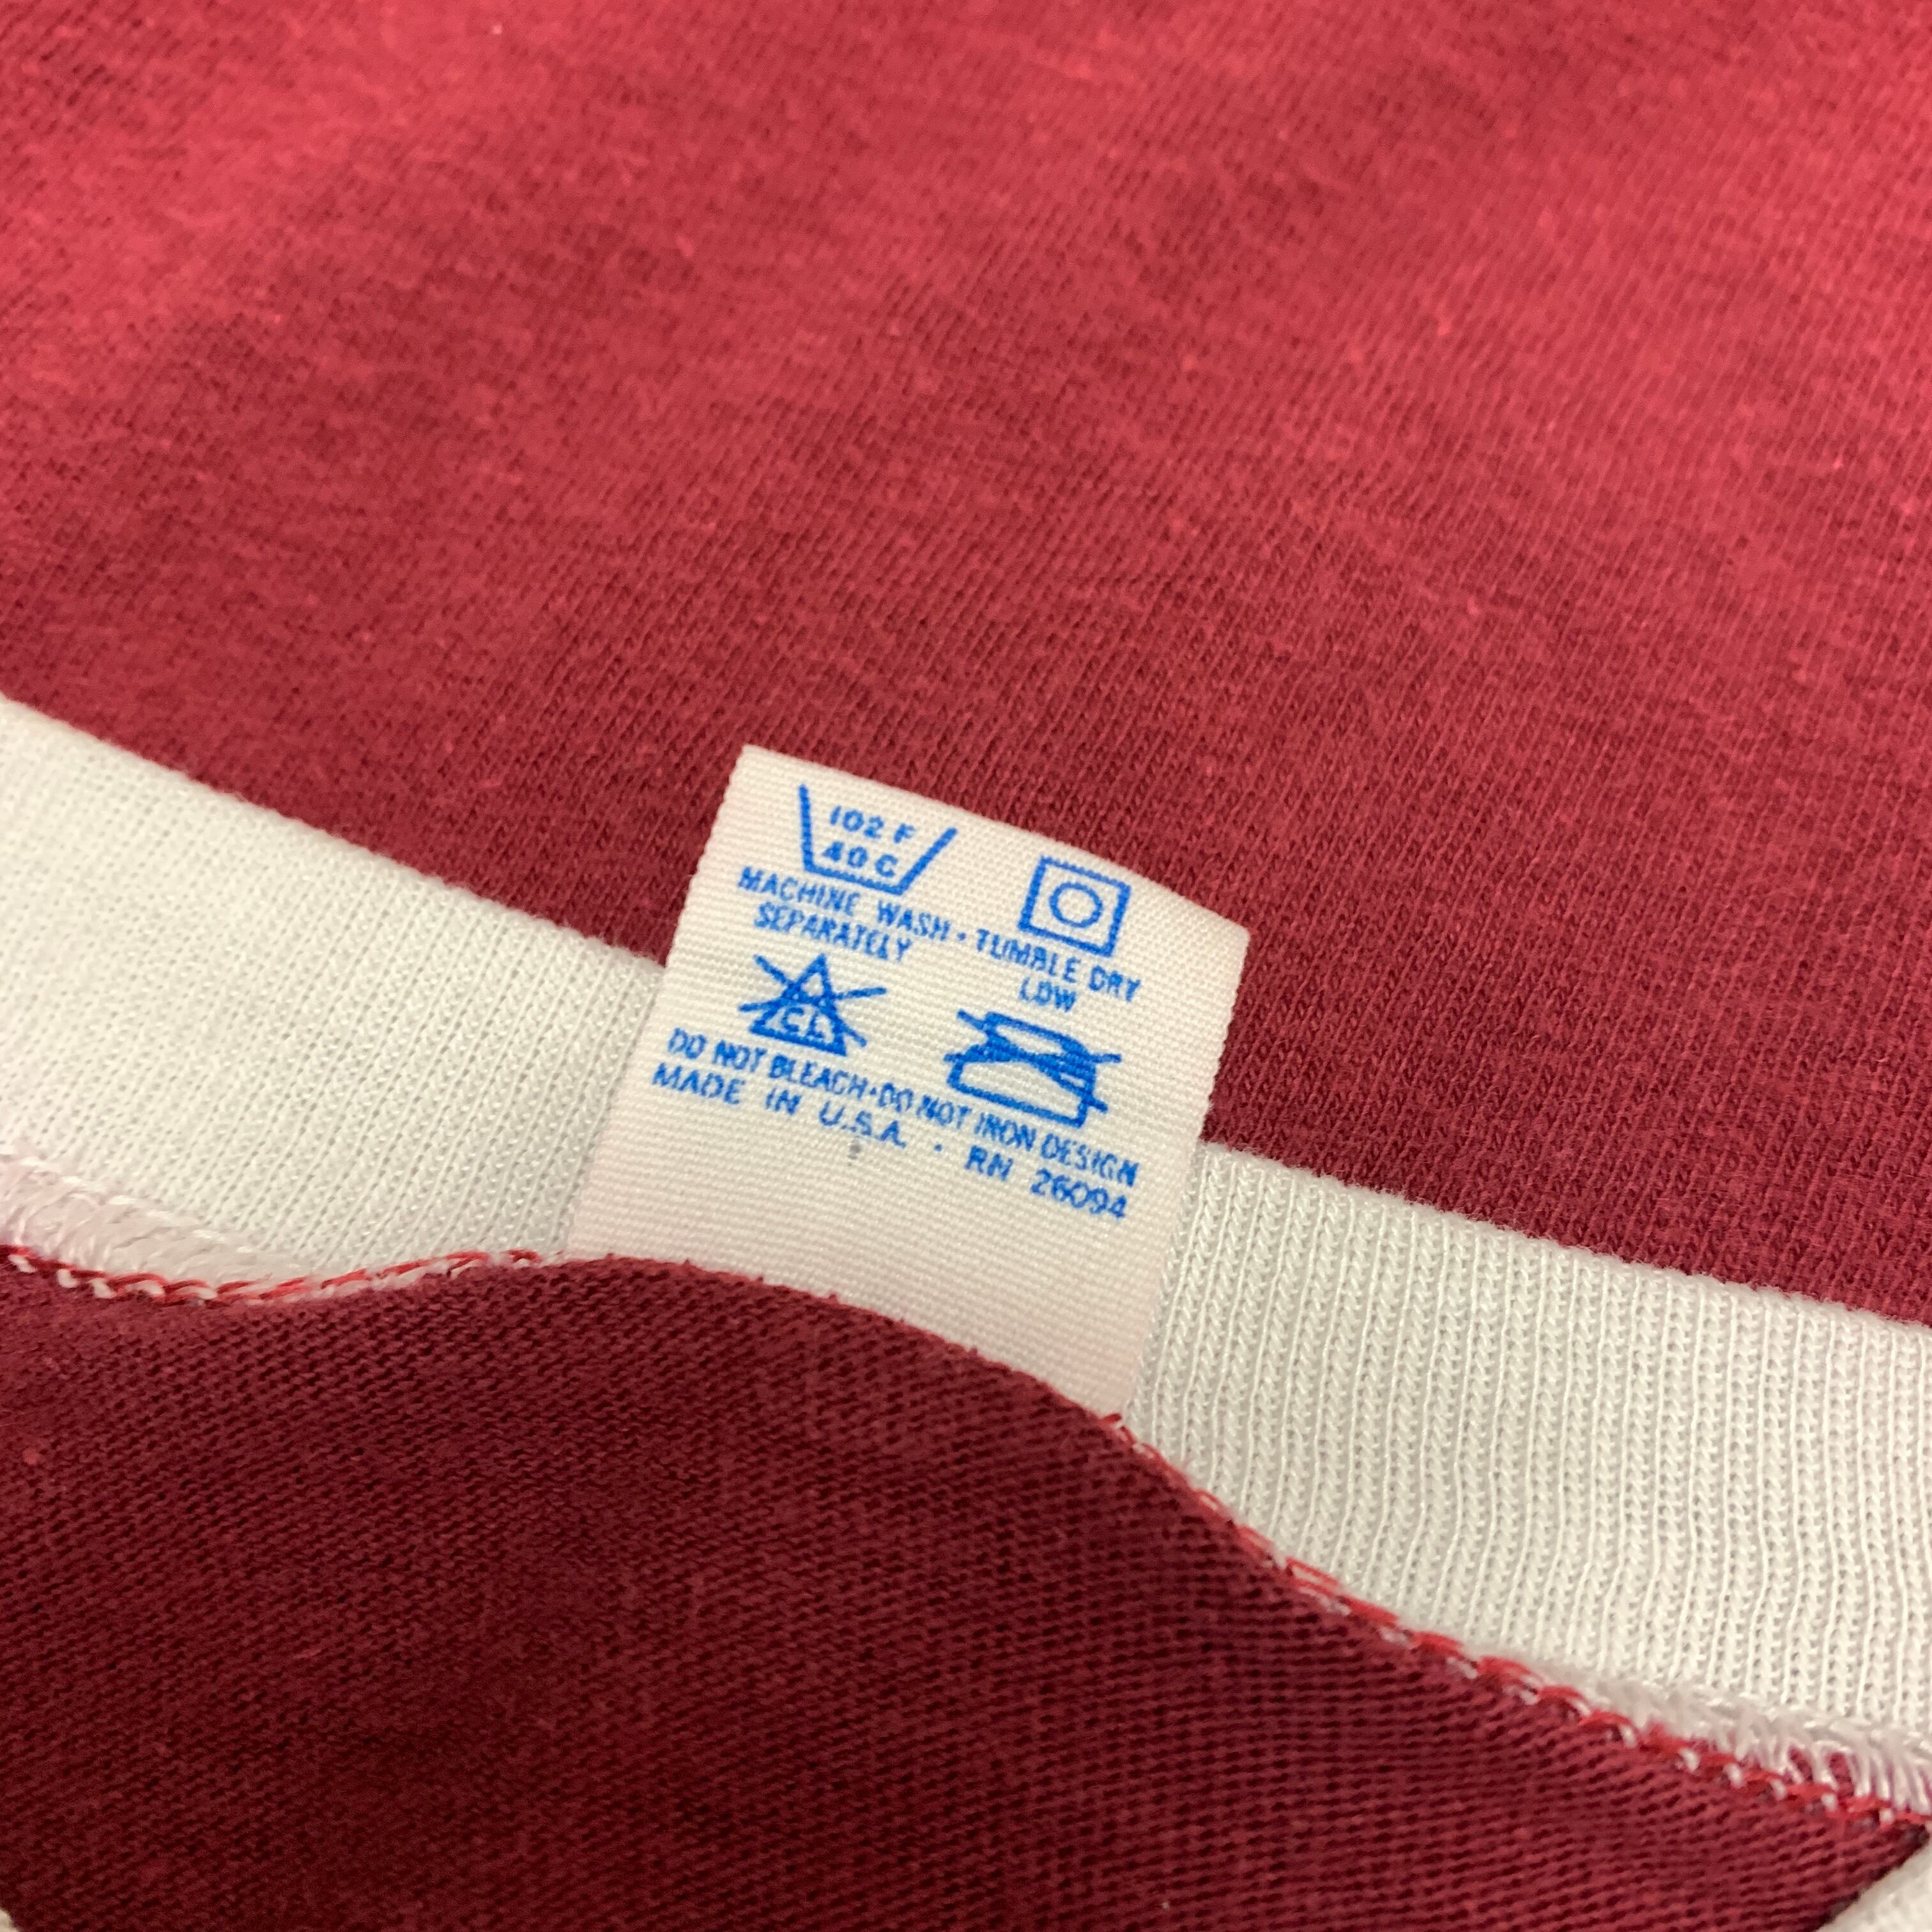 102 F
40 C
MACHINE WASH • TUMBLE DRY
SEPARATELY LOW
CL
DO NOT BLEACH • DO NOT IRON DESIGN
MADE IN U.S.A. • RN 26094